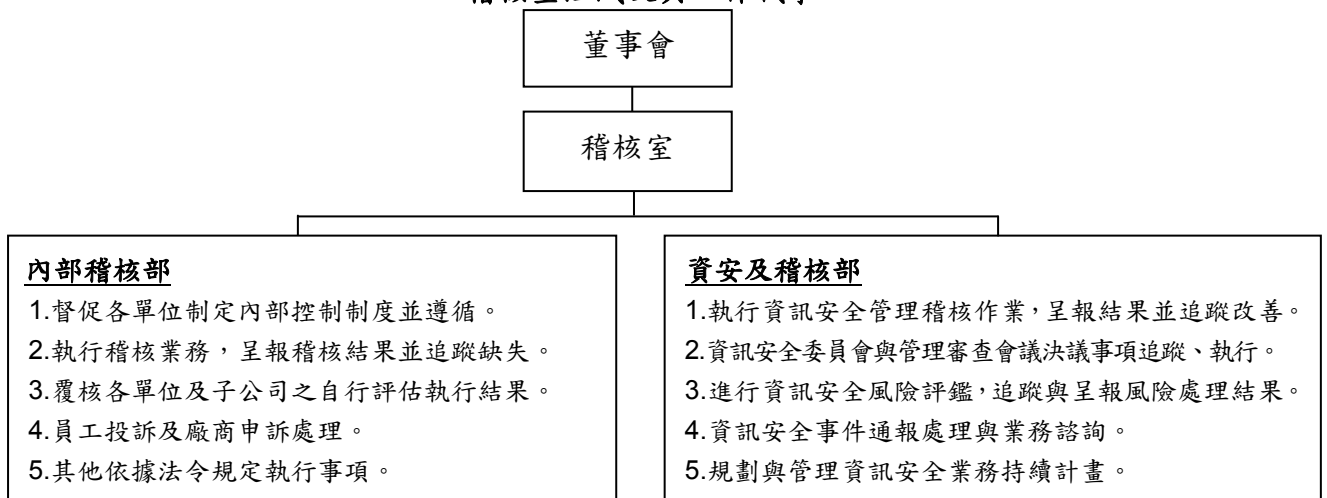 董事會
稽核室
內部稽核部
1.督促各單位制定內部控制制度並遵循。
2.執行稽核業務，呈報稽核結果並追蹤缺失。
3.覆核各單位及子公司之自行評估執行結果。
4.員工投訴及廠商申訴處理。
5.其他依據法令規定執行事項。
資安及稽核部
1.執行資訊安全管理稽核作業，呈報結果並追蹤改善。
2.資訊安全委員會與管理審查會議決議事項追蹤、執行。
3.進行資訊安全風險評鑑，追蹤與呈報風險處理結果。
4.資訊安全事件通報處理與業務諮詢。
5.規劃與管理資訊安全業務持續計畫。